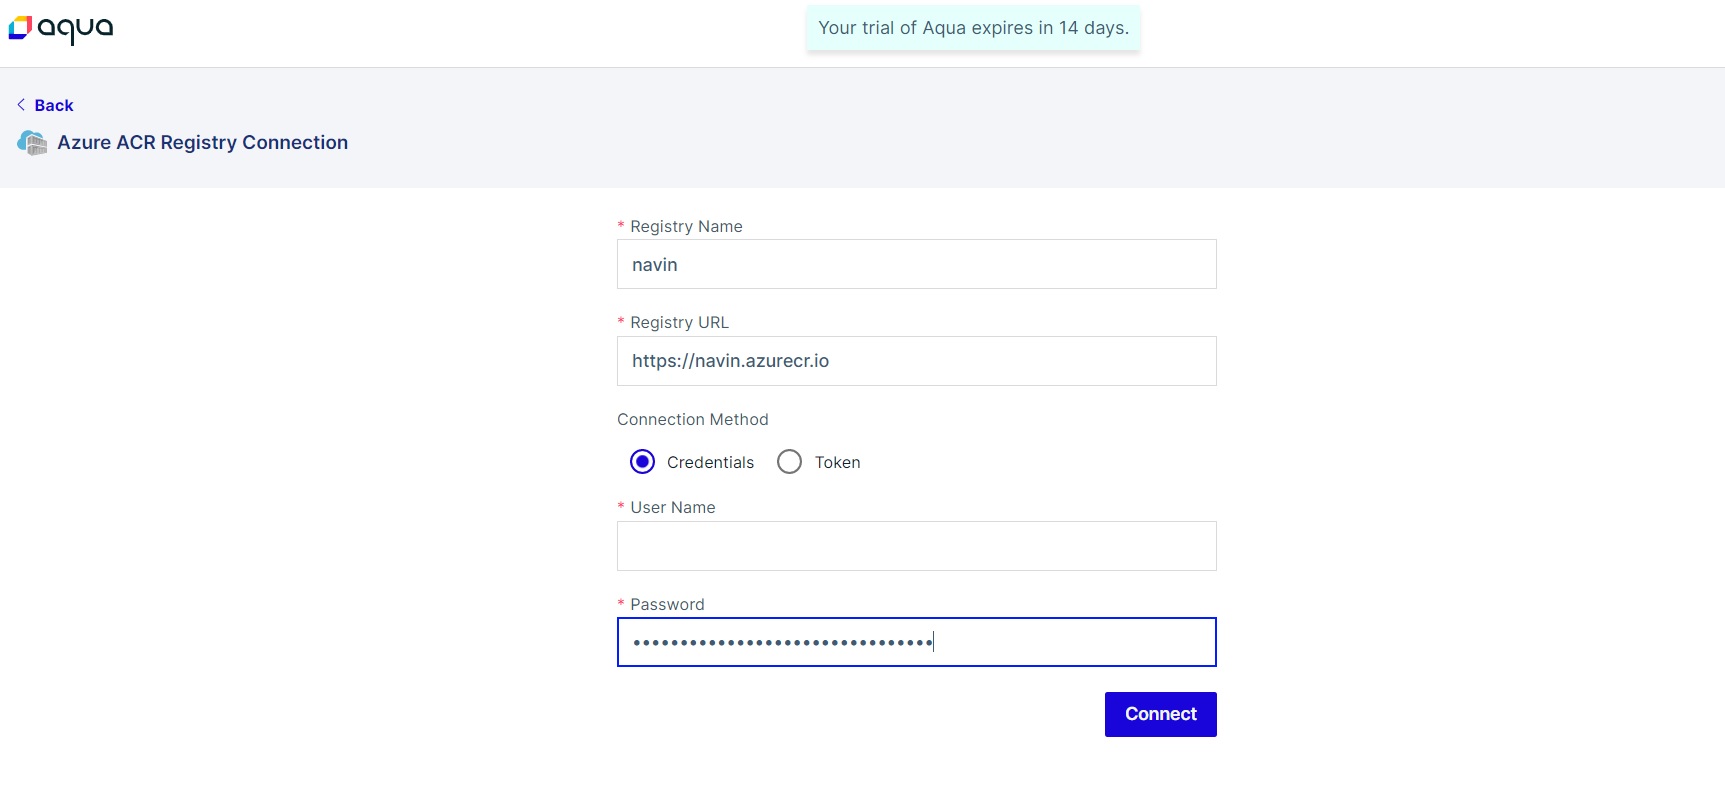 aqua
Your trial of Aqua expires in 14 days.
Back
Azure ACR Registry Connection
* Registry Name
navin
* Registry URL
https://navin.azurecr.io
Connection Method
Credentials Token
* User Name
* Password
••••••••••••••••••••••••••••••••
Connect